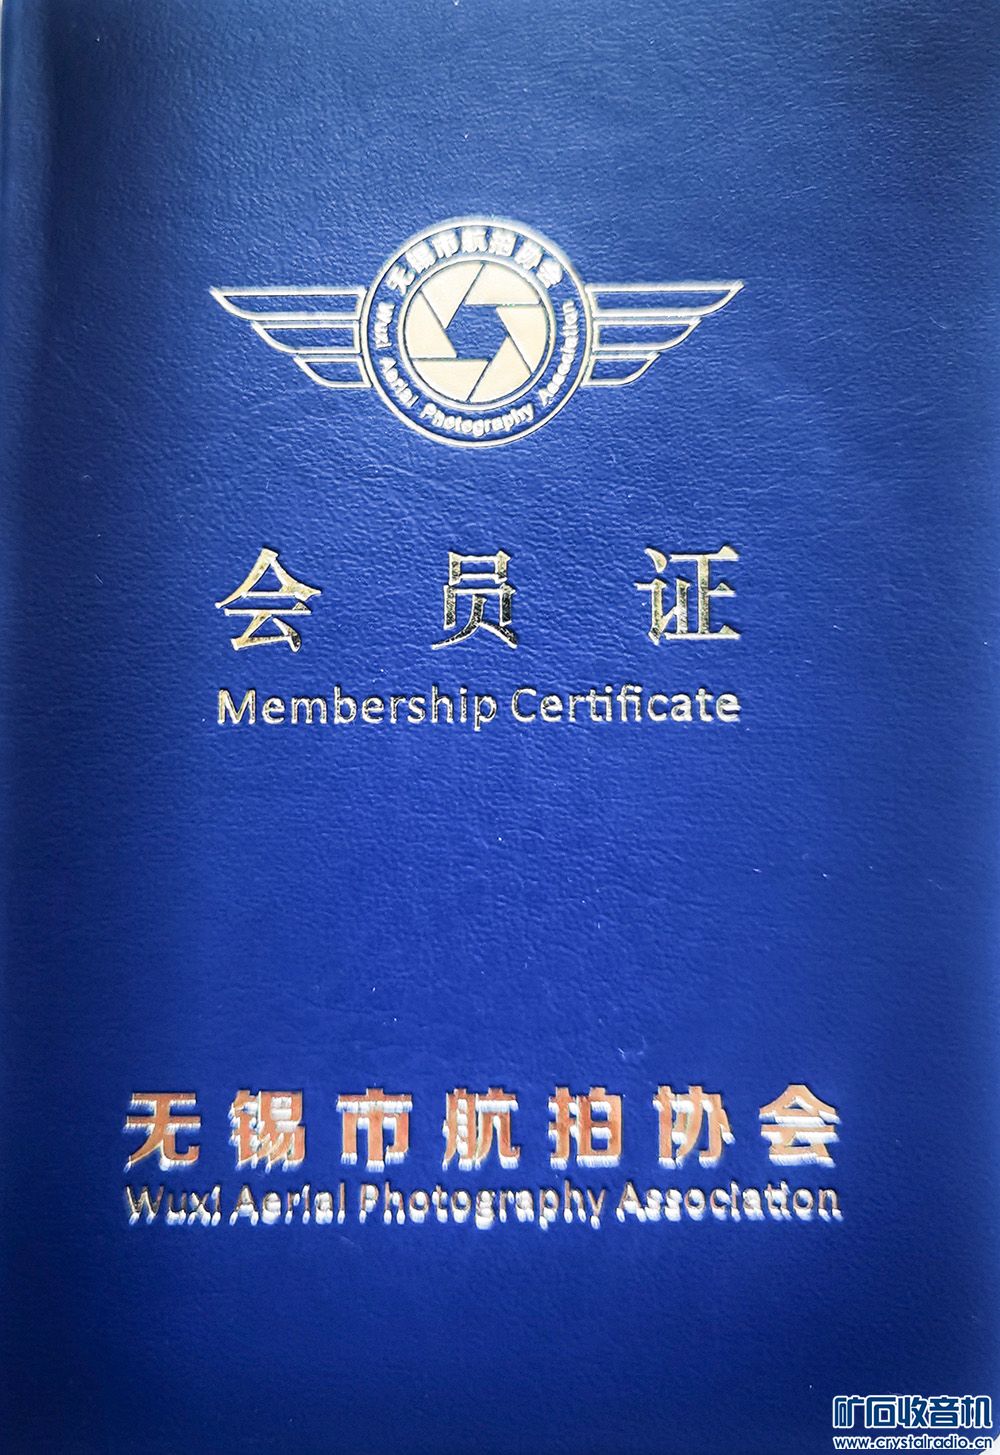 无锡市航拍协会
Wuxi Aerial Photography Association
会员证
Membership Certificate
无锡市航拍协会
Wuxi Aerial Photography Association
矿石收音机
www.crystalradio.cn